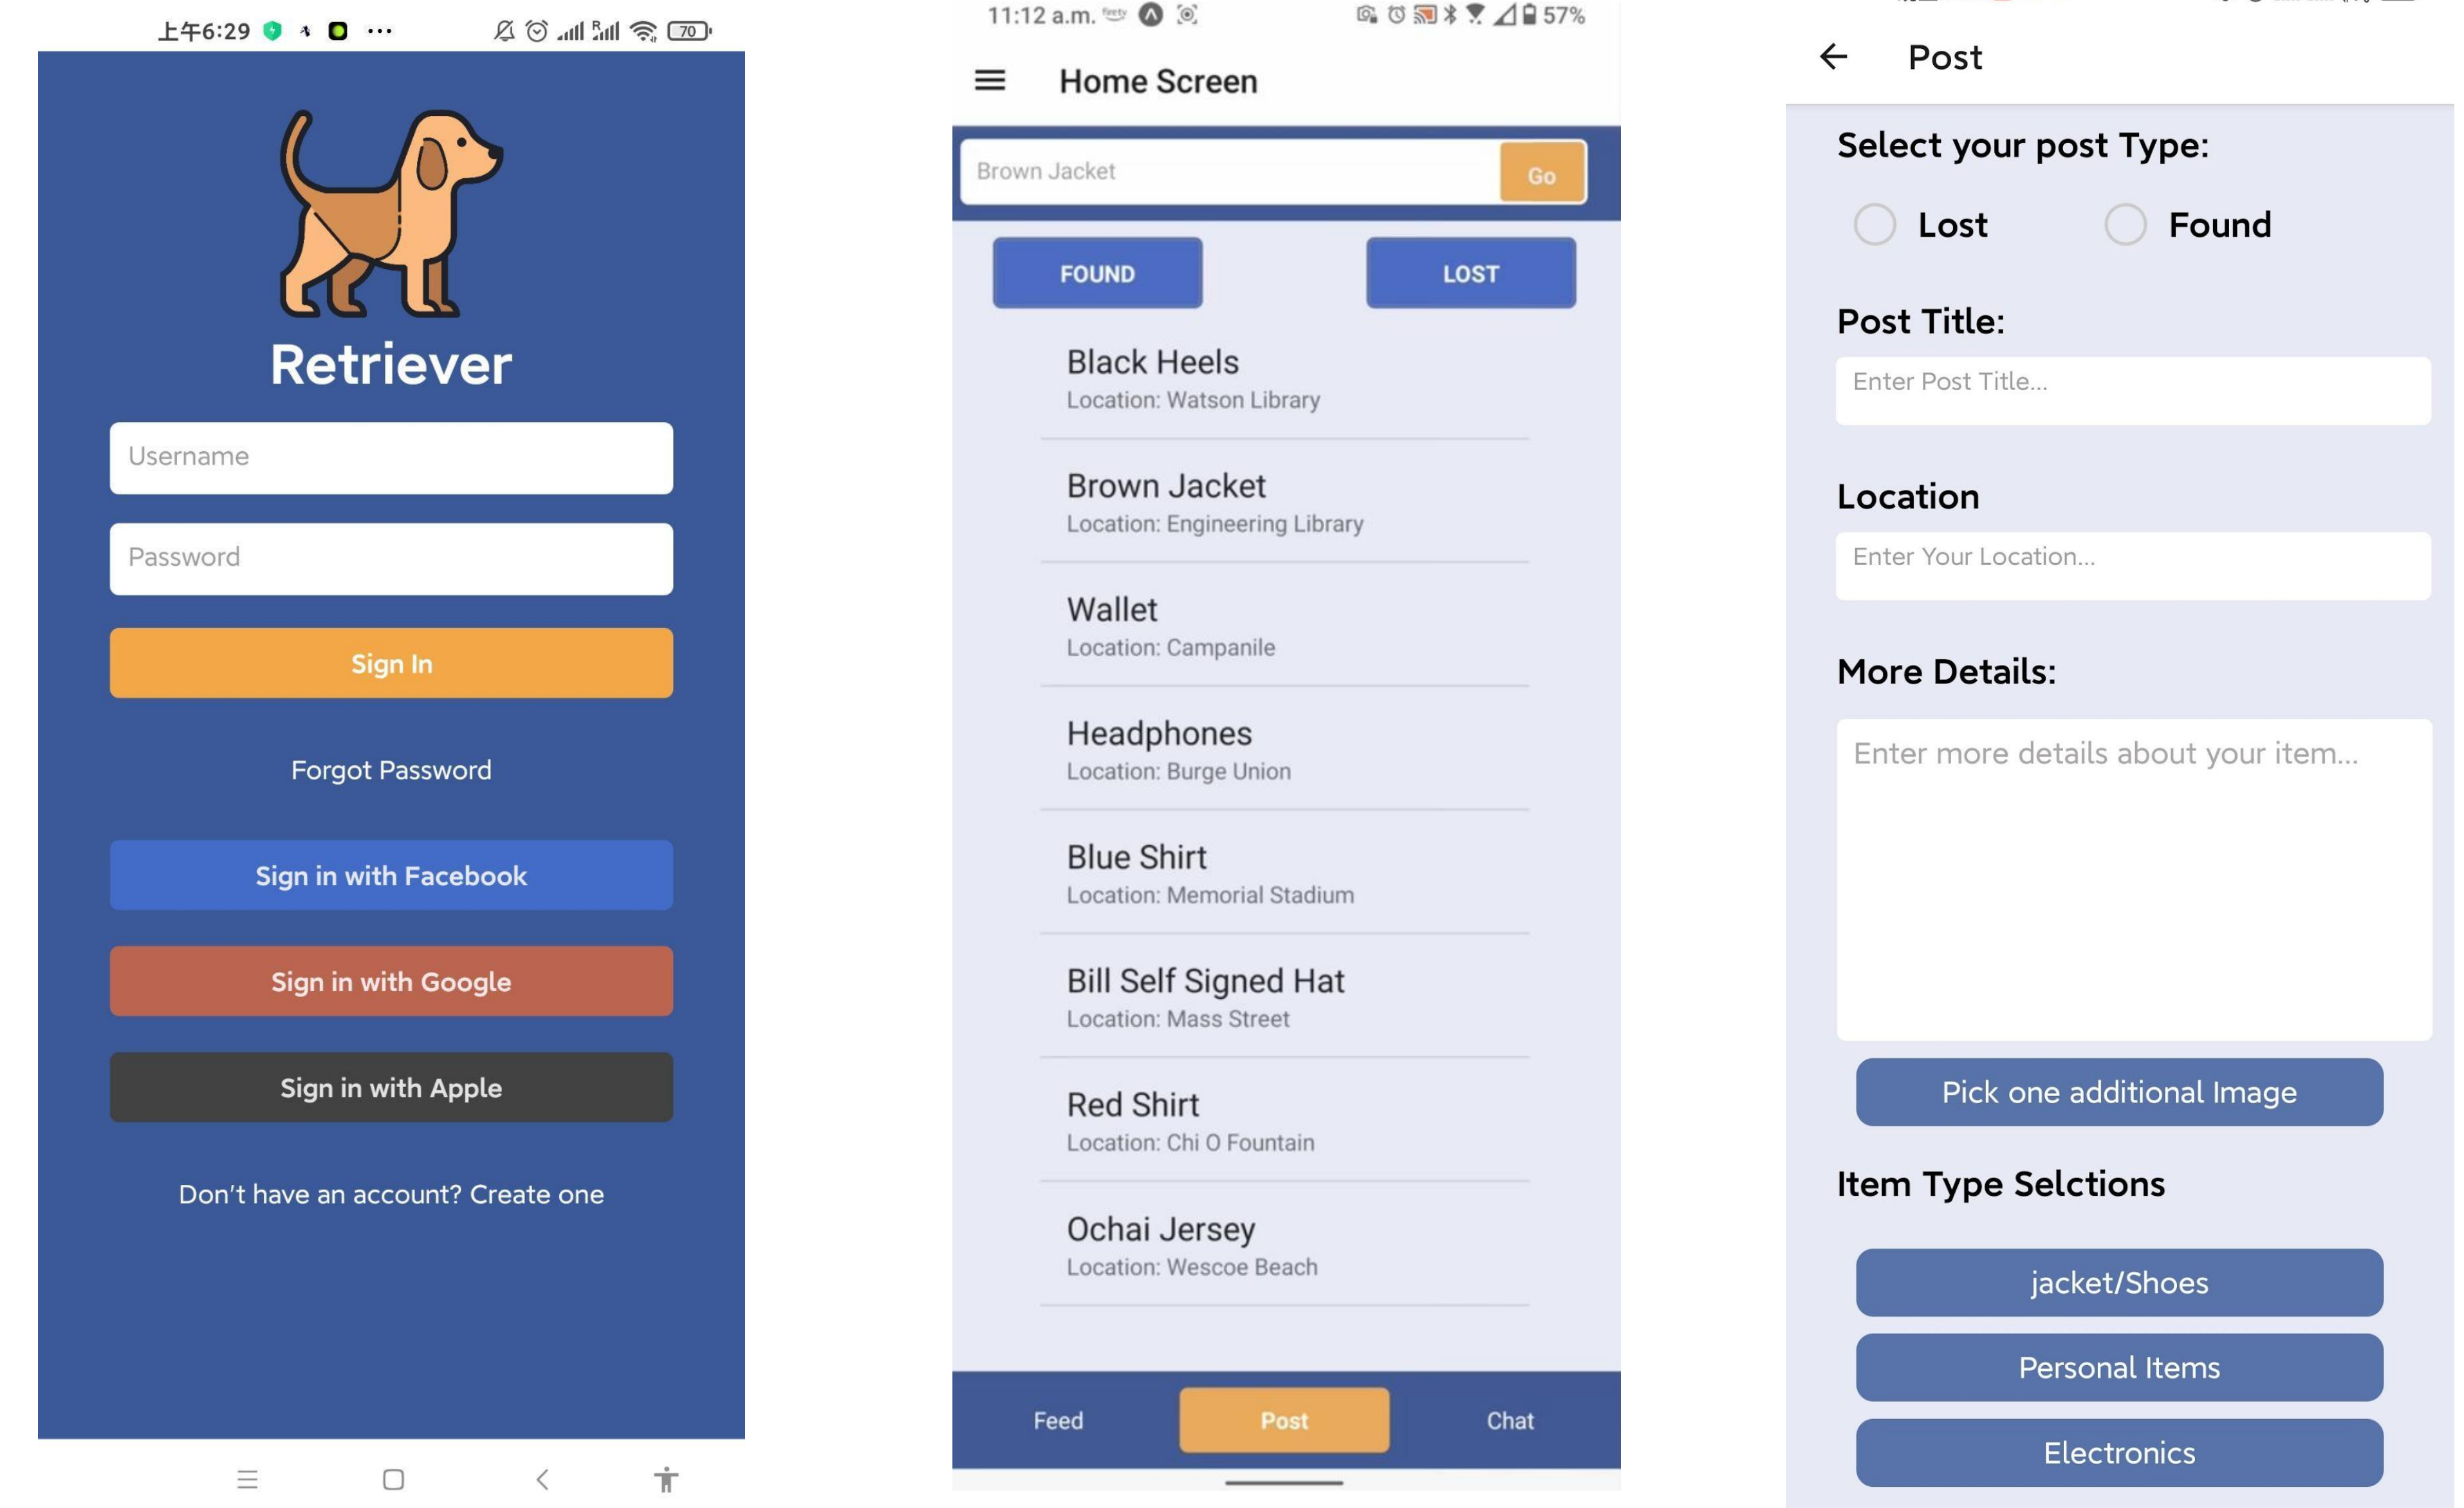 上午6:29
70
Retriever
Username
Password
Sign In
Forgot Password
Sign in with Facebook
Sign in with Google
Sign in with Apple
Don't have an account? Create one
11:12 a.m.
57%
Home Screen
Brown Jacket
Go
FOUND
LOST
Black Heels
Location: Watson Library
Brown Jacket
Location: Engineering Library
Wallet
Location: Campanile
Headphones
Location: Burge Union
Blue Shirt
Location: Memorial Stadium
Bill Self Signed Hat
Location: Mass Street
Red Shirt
Location: Chi O Fountain
Ochai Jersey
Location: Wescoe Beach
Feed
Post
Chat
Post
Select your post Type:
Lost
Found
Post Title:
Enter Post Title...
Location
Enter Your Location...
More Details:
Enter more details about your item...
Pick one additional Image
Item Type Selctions
jacket/Shoes
Personal Items
Electronics